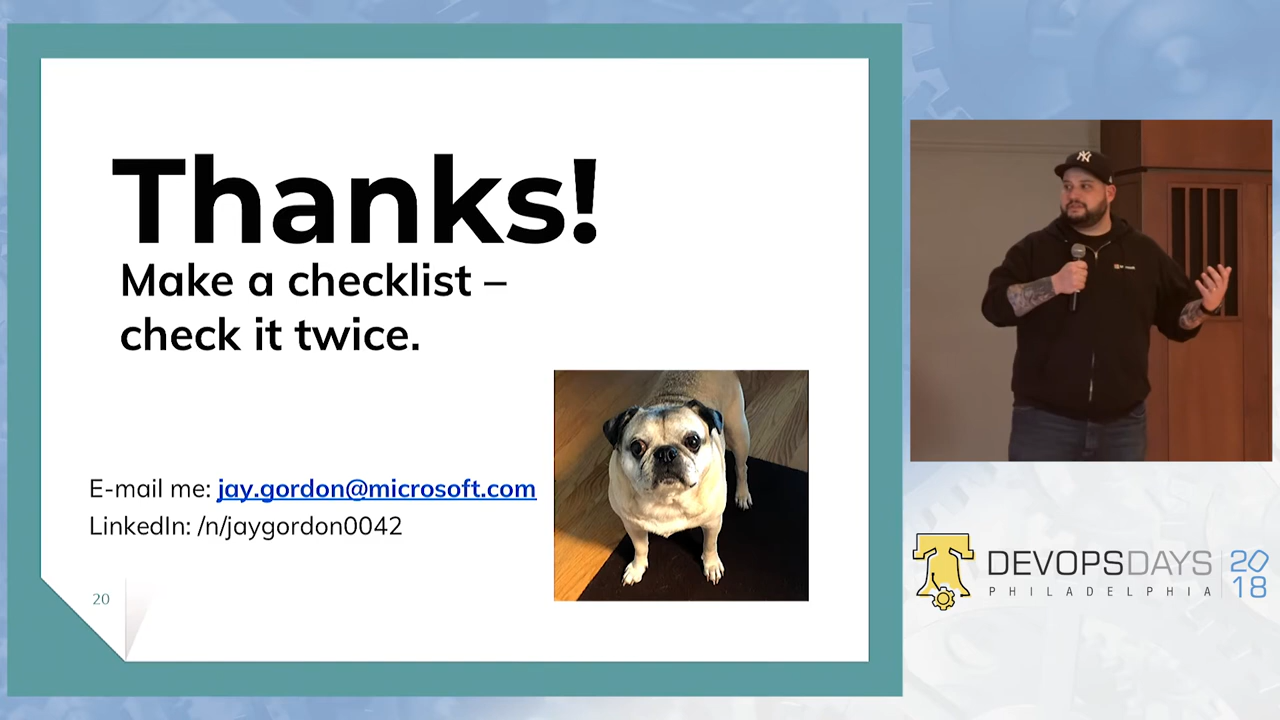 Thanks!
Make a checklist –
check it twice.
E-mail me: jay.gordon@microsoft.com
LinkedIn: /n/jaygordon0042
20
NY
DEVOPSDAYS
PHILADELPHIA
20
18